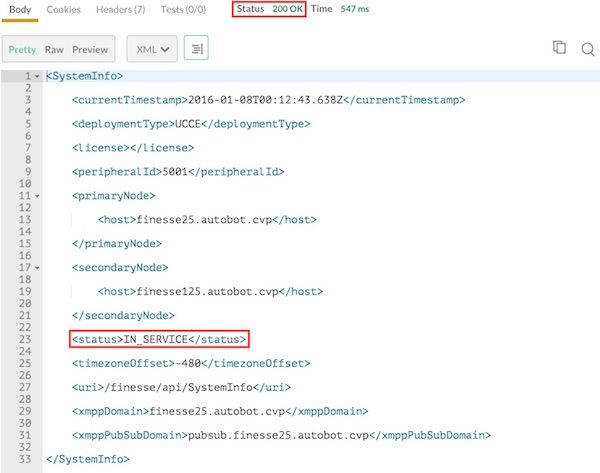 Body Cookies Headers (7) Tests (0/0) Status 200 OK Time 547 ms
Pretty Raw Preview XML
1 <SystemInfo>
2
3 <currentTimestamp>2016-01-08T00:12:43.638Z</currentTimestamp>
4
5 <deploymentType>UCCE</deploymentType>
6
7 <license></license>
8
9 <peripheralId>5001</peripheralId>
10
11 <primaryNode>
12
13 <host>finesse25.autobot.cvp</host>
14
15 </primaryNode>
16
17 <secondaryNode>
18
19 <host>finesse125.autobot.cvp</host>
20
21 </secondaryNode>
22
23 <status>IN_SERVICE</status>
24
25 <timezoneOffset>-480</timezoneOffset>
26
27 <uri>/finesse/api/SystemInfo</uri>
28
29 <xmppDomain>finesse25.autobot.cvp</xmppDomain>
30
31 <xmppPubSubDomain>pubsub.finesse25.autobot.cvp</xmppPubSubDomain>
32
33 </SystemInfo>